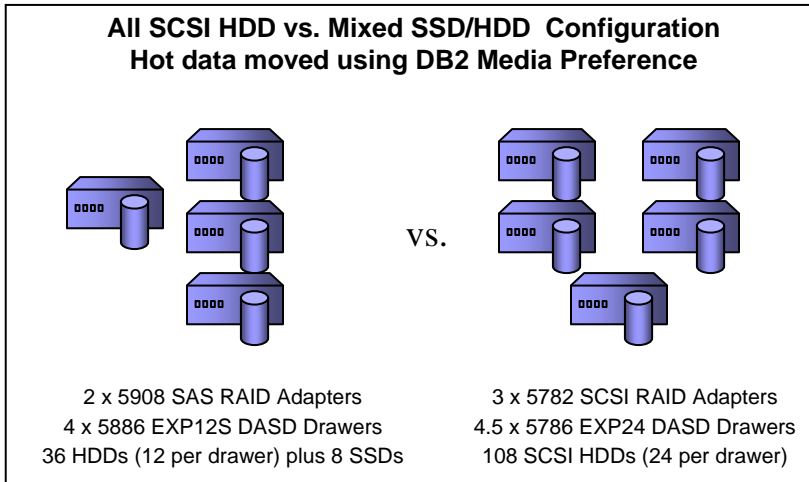 All SCSI HDD vs. Mixed SSD/HDD Configuration
Hot data moved using DB2 Media Preference
vs.
2 x 5908 SAS RAID Adapters
4 x 5886 EXP12S DASD Drawers
36 HDDs (12 per drawer) plus 8 SSDs
3 x 5782 SCSI RAID Adapters
4.5 x 5786 EXP24 DASD Drawers
108 SCSI HDDs (24 per drawer)